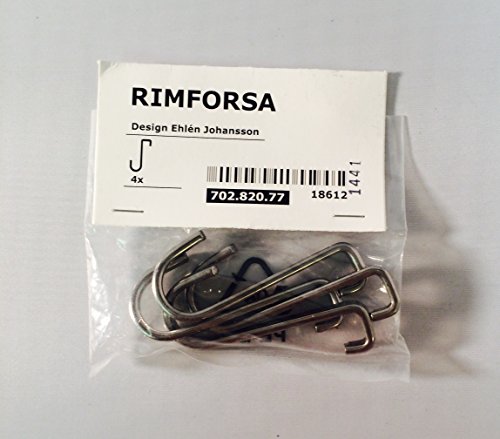 RIMFORSA
Design Ehlén Johansson
4x
702.820.77
18612
1441